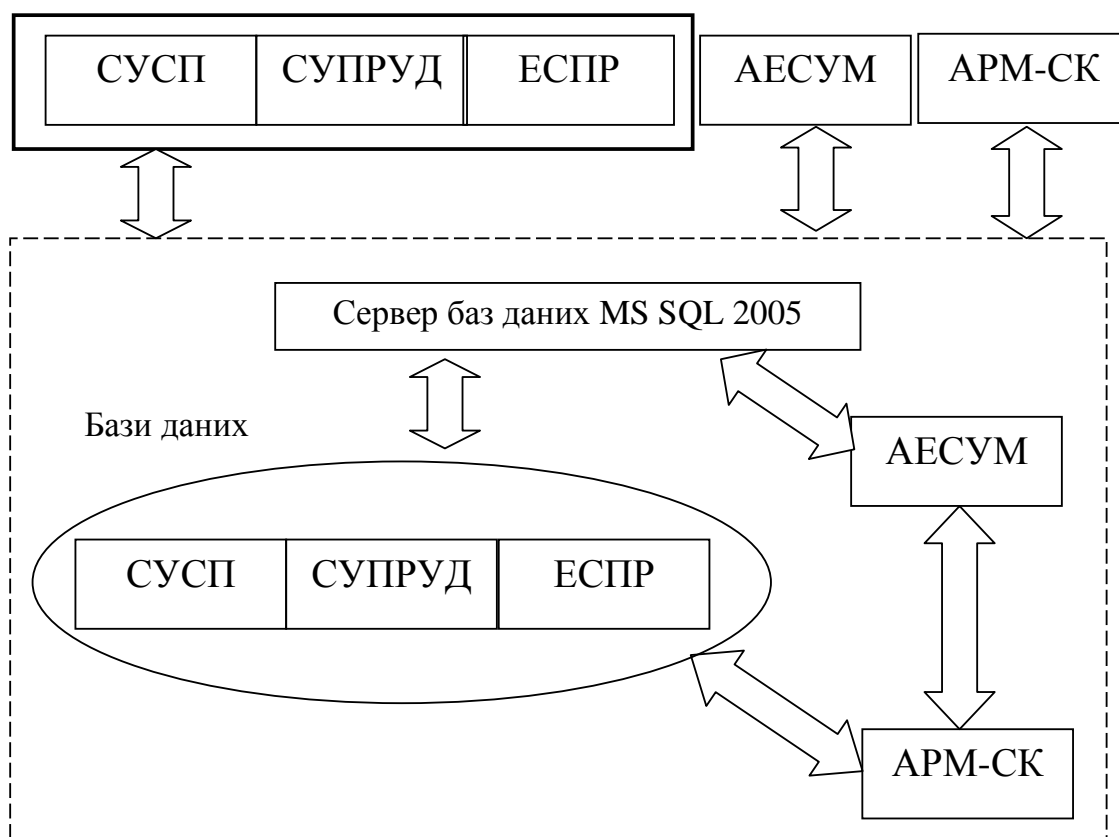 СУСП СУПРУД ЕСПР АЕСУМ АРМ-СК
Сервер баз даних MS SQL 2005
Бази даних
АЕСУМ
СУСП СУПРУД ЕСПР
АРМ-СК